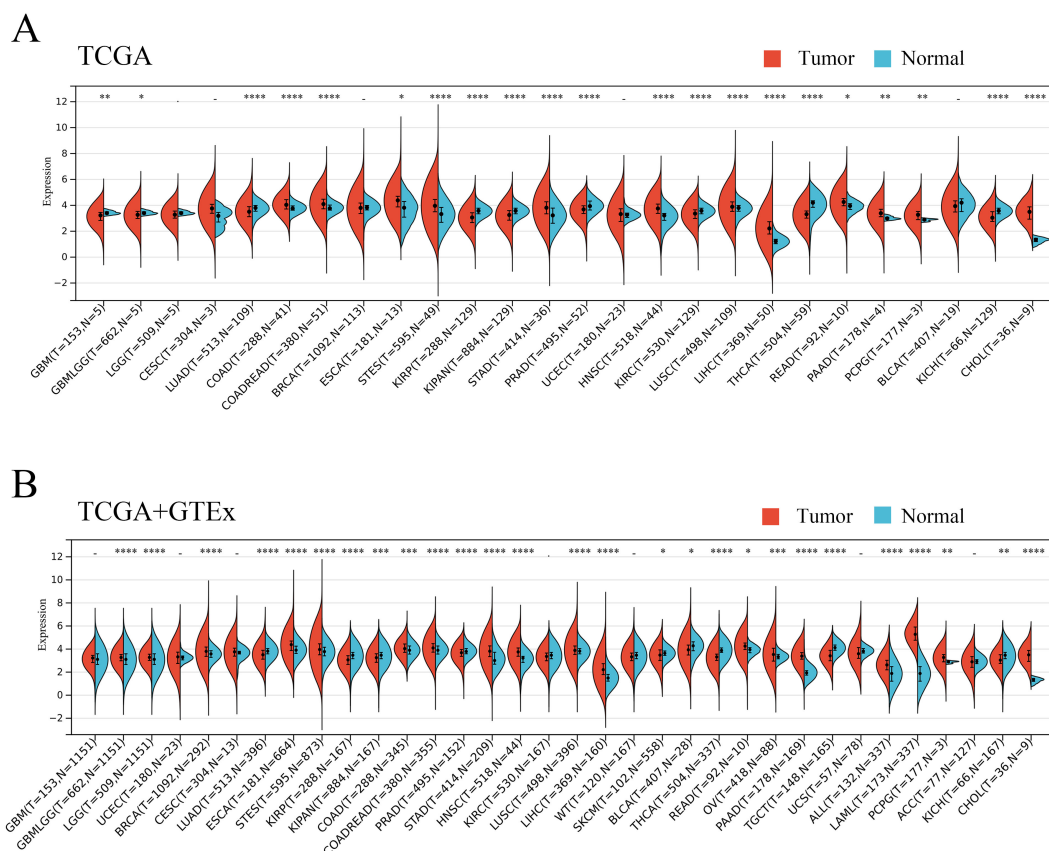 A
TCGA
Tumor
Normal
Expression
12
10
8
6
4
2
0
−2
** * . - **** **** **** - * **** **** **** **** **** - **** **** **** **** **** * ** ** - **** ****
GBM(T=153,N=5)
GBMLGG(T=662,N=5)
LGG(T=509,N=5)
CESC(T=304,N=3)
LUAD(T=513,N=109)
COAD(T=288,N=41)
COADREAD(T=380,N=51)
BRCA(T=1092,N=113)
ESCA(T=181,N=13)
STES(T=595,N=49)
KIRP(T=288,N=129)
KIPAN(T=884,N=129)
STAD(T=414,N=36)
PRAD(T=495,N=52)
UCEC(T=180,N=23)
HNSC(T=518,N=44)
KIRC(T=530,N=129)
LUSC(T=498,N=109)
LIHC(T=369,N=50)
THCA(T=504,N=59)
READ(T=92,N=10)
PAAD(T=178,N=4)
PCPG(T=177,N=3)
BLCA(T=407,N=19)
KICH(T=66,N=129)
CHOL(T=36,N=9)
B
TCGA+GTEx
Tumor
Normal
Expression
12
10
8
6
4
2
0
−2
- **** **** - **** - **** **** **** **** *** *** **** **** **** **** . **** **** - * * **** * *** **** **** - **** **** ** - ** ****
GBM(T=153,N=1151)
GBMLGG(T=662,N=1151)
LGG(T=509,N=1151)
UCEC(T=180,N=23)
BRCA(T=1092,N=292)
CESC(T=304,N=13)
LUAD(T=513,N=396)
ESCA(T=181,N=664)
STES(T=595,N=873)
KIRP(T=288,N=167)
KIPAN(T=884,N=167)
COAD(T=288,N=345)
COADREAD(T=380,N=355)
PRAD(T=495,N=152)
STAD(T=414,N=209)
HNSC(T=518,N=44)
KIRC(T=530,N=167)
LUSC(T=498,N=396)
LIHC(T=369,N=160)
WT(T=120,N=167)
SKCM(T=102,N=558)
BLCA(T=407,N=28)
THCA(T=504,N=337)
READ(T=92,N=10)
OV(T=418,N=88)
PAAD(T=178,N=169)
TGCT(T=148,N=165)
UCS(T=57,N=78)
ALL(T=132,N=337)
LAML(T=173,N=337)
PCPG(T=177,N=3)
ACC(T=77,N=127)
KICH(T=66,N=167)
CHOL(T=36,N=9)